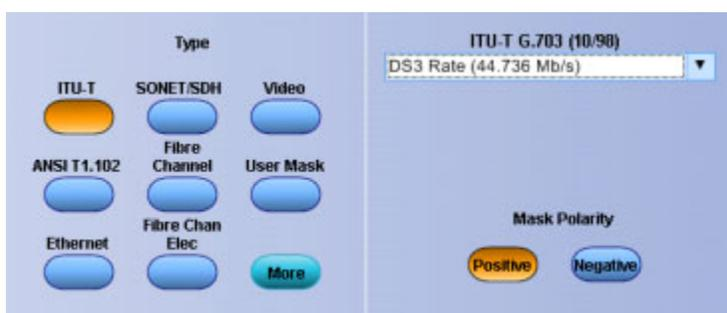 Type
ITU-T G.703 (10/98)
DS3 Rate (44.736 Mb/s)
ITU-T
SONET/SDH
Video
ANSI T1.102
Fibre
Channel
User Mask
Ethernet
Fibre Chan
Elec
More
Mask Polarity
Positive
Negative